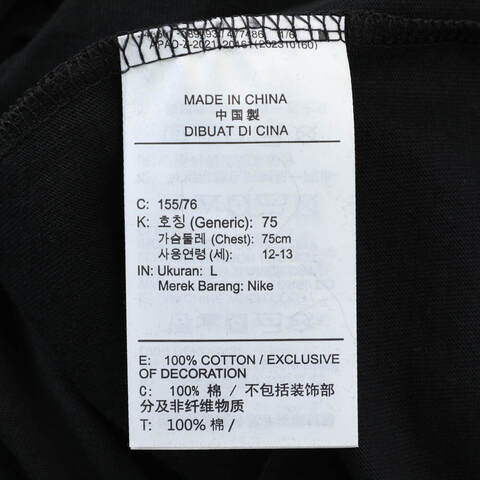 MADE IN CHINA
中国製
DIBUAT DI CINA
C: 155/76
K: 호칭 (Generic): 75
가슴둘레 (Chest): 75cm
사용연령 (세): 12-13
IN: Ukuran: L
Merek Barang: Nike
E: 100% COTTON / EXCLUSIVE
OF DECORATION
C: 100% 棉 / 不包括装饰部
分及非纤维物质
T: 100% 棉 /